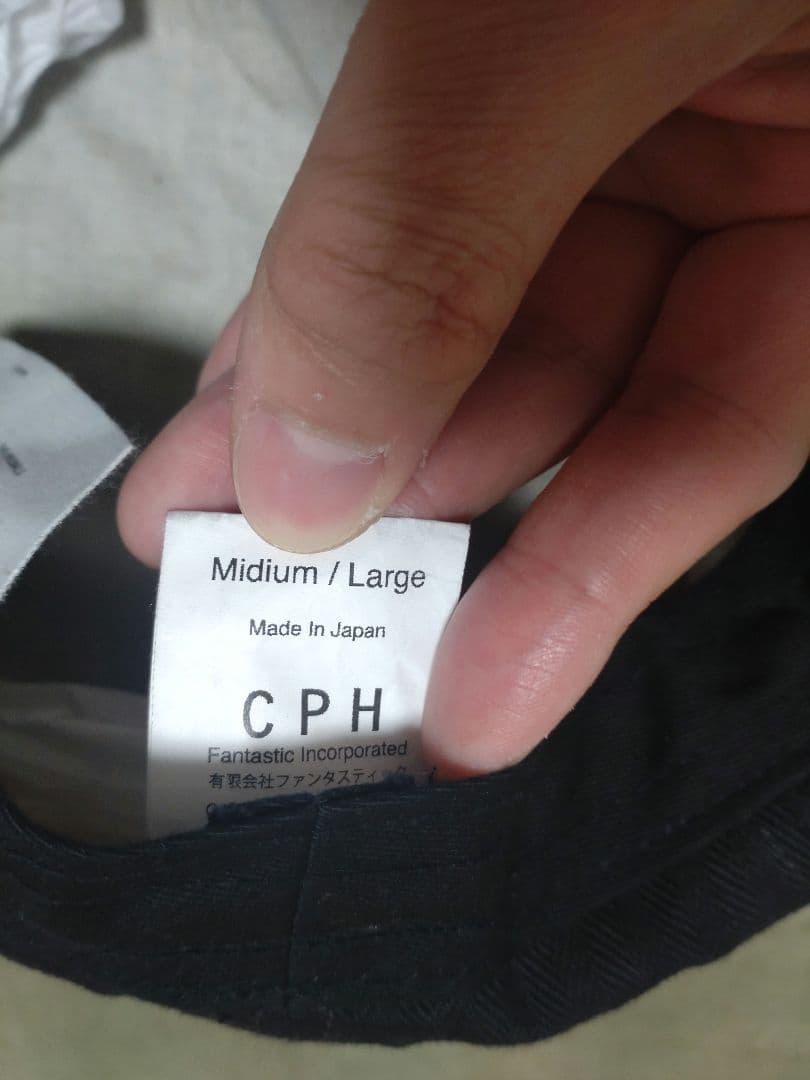 Midium / Large
Made In Japan
CPH
Fantastic Incorporated
有限会社ファンタスティック